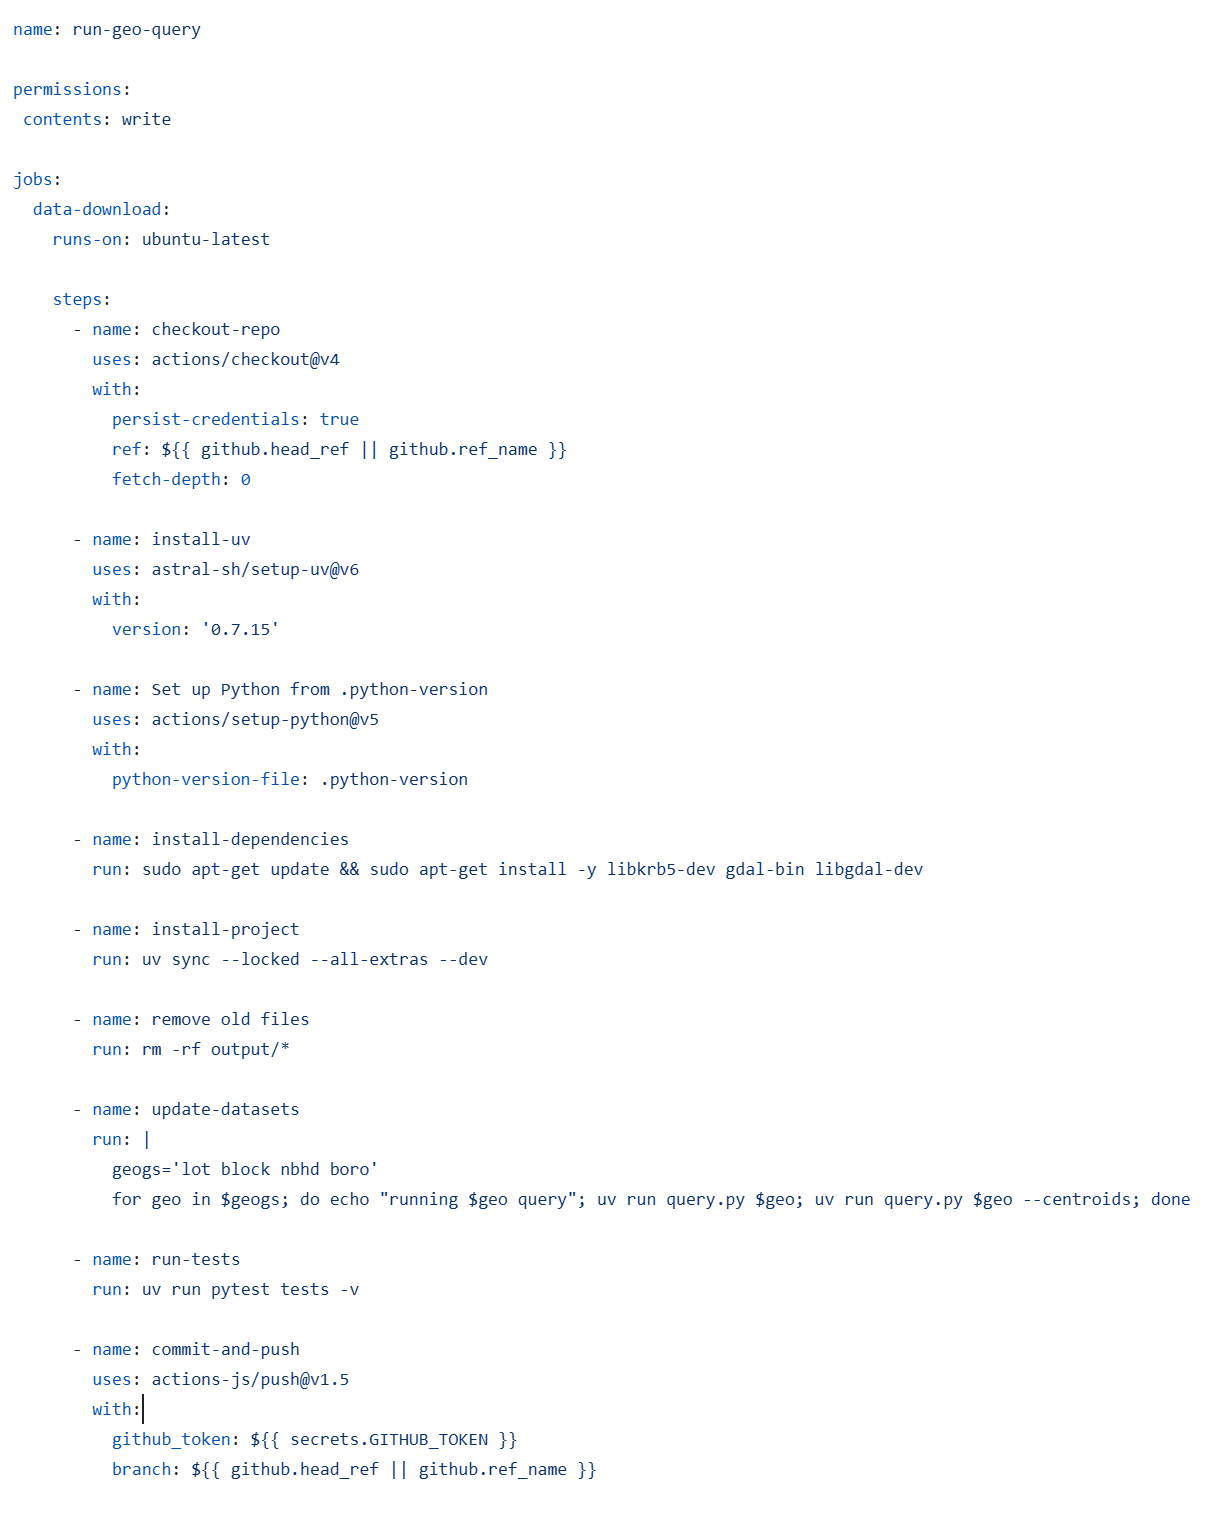 name: run-geo-query

permissions:
 contents: write

jobs:
  data-download:
    runs-on: ubuntu-latest

    steps:
      - name: checkout-repo
        uses: actions/checkout@v4
        with:
          persist-credentials: true
          ref: ${{ github.head_ref || github.ref_name }}
          fetch-depth: 0

      - name: install-uv
        uses: astral-sh/setup-uv@v6
        with:
          version: '0.7.15'

      - name: Set up Python from .python-version
        uses: actions/setup-python@v5
        with:
          python-version-file: .python-version

      - name: install-dependencies
        run: sudo apt-get update && sudo apt-get install -y libkrb5-dev gdal-bin libgdal-dev

      - name: install-project
        run: uv sync --locked --all-extras --dev

      - name: remove old files
        run: rm -rf output/*

      - name: update-datasets
        run: |
          geogs='lot block nbhd boro'
          for geo in $geogs; do echo "running $geo query"; uv run query.py $geo; uv run query.py $geo --centroids; done

      - name: run-tests
        run: uv run pytest tests -v

      - name: commit-and-push
        uses: actions-js/push@v1.5
        with:
          github_token: ${{ secrets.GITHUB_TOKEN }}
          branch: ${{ github.head_ref || github.ref_name }}